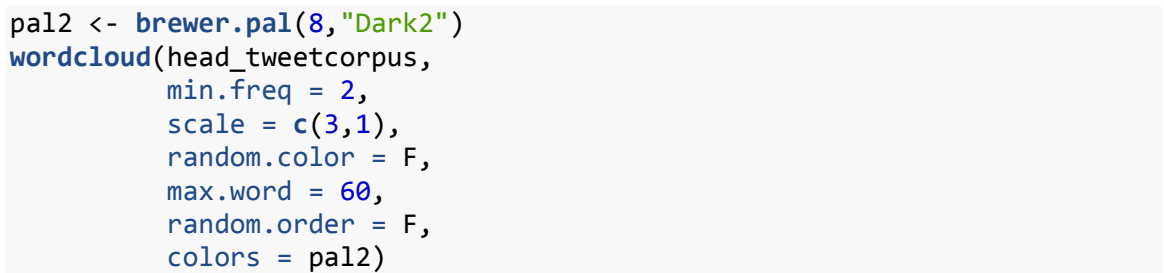 pal2 <- brewer.pal(8,"Dark2")
wordcloud(head_tweetcorpus,
          min.freq = 2,
          scale = c(3,1),
          random.color = F,
          max.word = 60,
          random.order = F,
          colors = pal2)